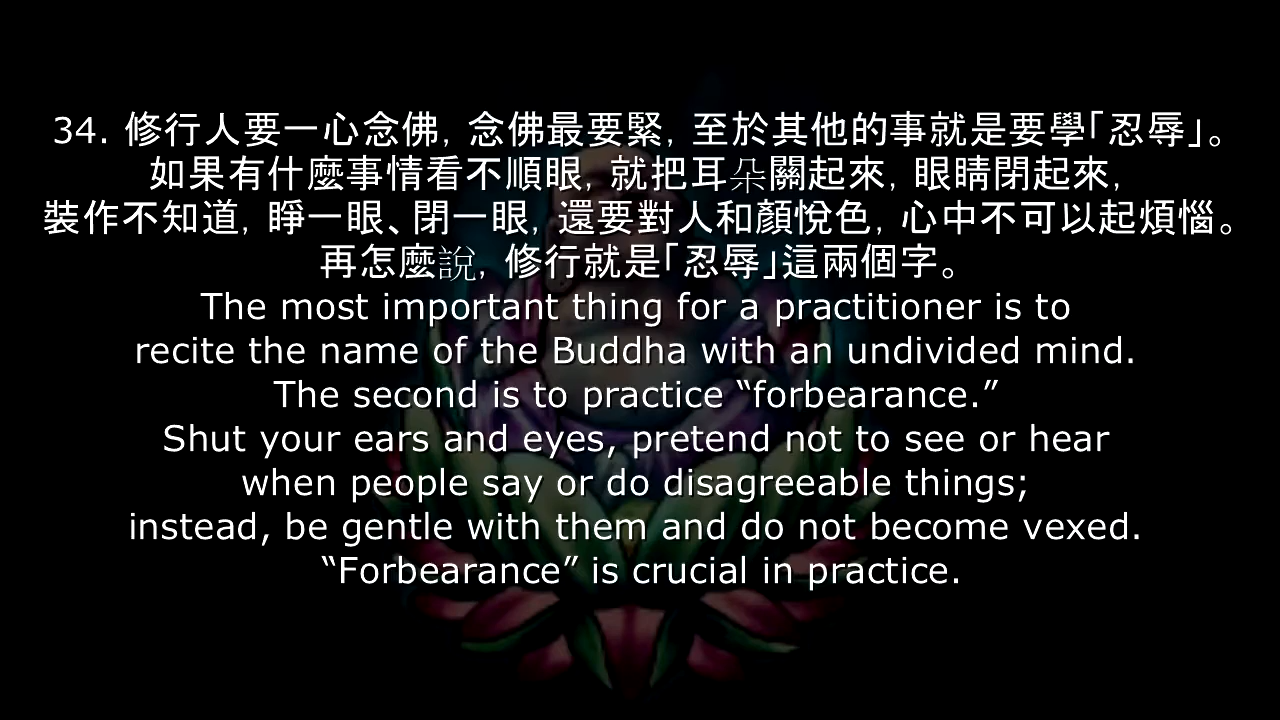 34. 修行人要一心念佛, 念佛最要緊, 至於其他的事就是要學「忍辱」。
如果有什麼事情看不順眼, 就把耳朵關起來, 眼睛閉起來,
裝作不知道, 睜一眼、閉一眼, 還要對人和顏悅色, 心中不可以起煩惱。
再怎麼說, 修行就是「忍辱」這兩個字。
The most important thing for a practitioner is to
recite the name of the Buddha with an undivided mind.
The second is to practice “forbearance.”
Shut your ears and eyes, pretend not to see or hear
when people say or do disagreeable things;
instead, be gentle with them and do not become vexed.
“Forbearance” is crucial in practice.